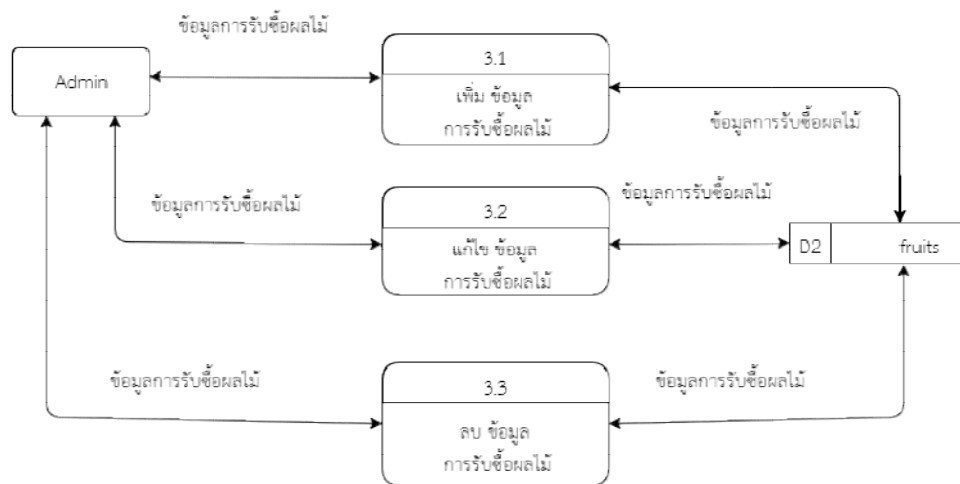 ข้อมูลการรับซื้อผลไม้
Admin
3.1
เพิ่ม ข้อมูล
การรับซื้อผลไม้
ข้อมูลการรับซื้อผลไม้
ข้อมูลการรับซื้อผลไม้
3.2
แก้ไข ข้อมูล
การรับซื้อผลไม้
ข้อมูลการรับซื้อผลไม้
D2
fruits
ข้อมูลการรับซื้อผลไม้
3.3
ลบ ข้อมูล
การรับซื้อผลไม้
ข้อมูลการรับซื้อผลไม้